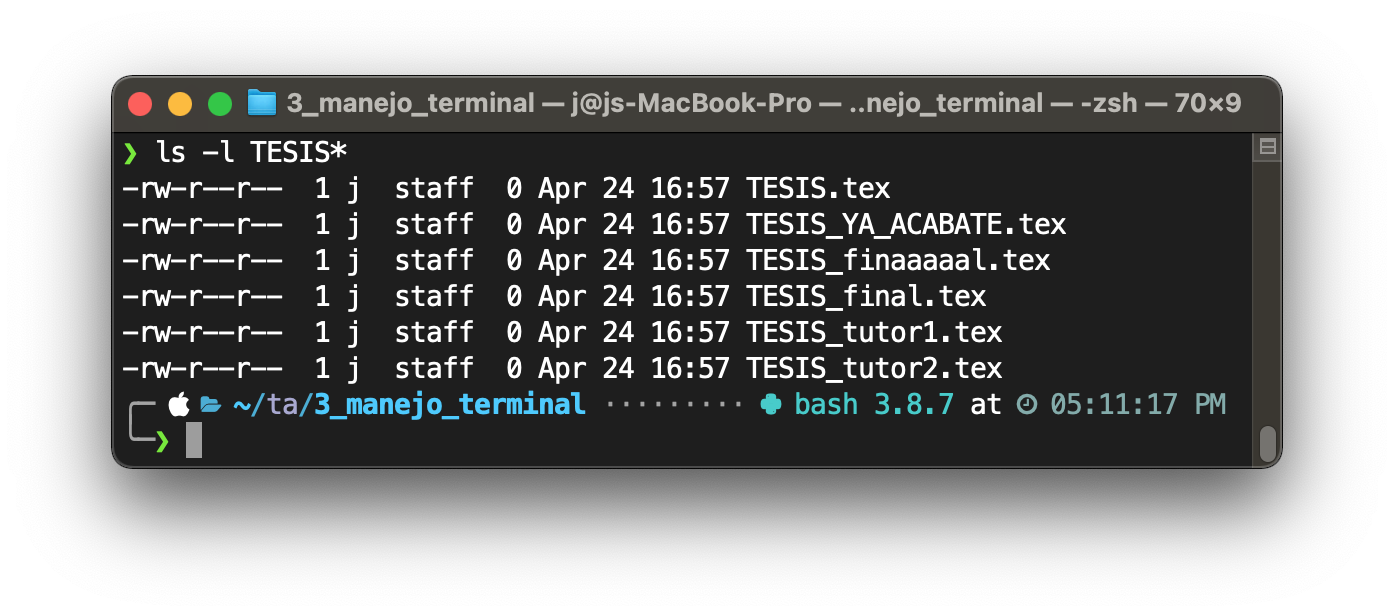 3_manejo_terminal — j@js-MacBook-Pro — ..nejo_terminal — -zsh — 70×9
❯ ls -l TESIS*
-rw-r--r--  1 j  staff  0 Apr 24 16:57 TESIS.tex
-rw-r--r--  1 j  staff  0 Apr 24 16:57 TESIS_YA_ACABATE.tex
-rw-r--r--  1 j  staff  0 Apr 24 16:57 TESIS_finaaaaal.tex
-rw-r--r--  1 j  staff  0 Apr 24 16:57 TESIS_final.tex
-rw-r--r--  1 j  staff  0 Apr 24 16:57 TESIS_tutor1.tex
-rw-r--r--  1 j  staff  0 Apr 24 16:57 TESIS_tutor2.tex
~/ta/3_manejo_terminal ········· bash 3.8.7 at 05:11:17 PM
❯